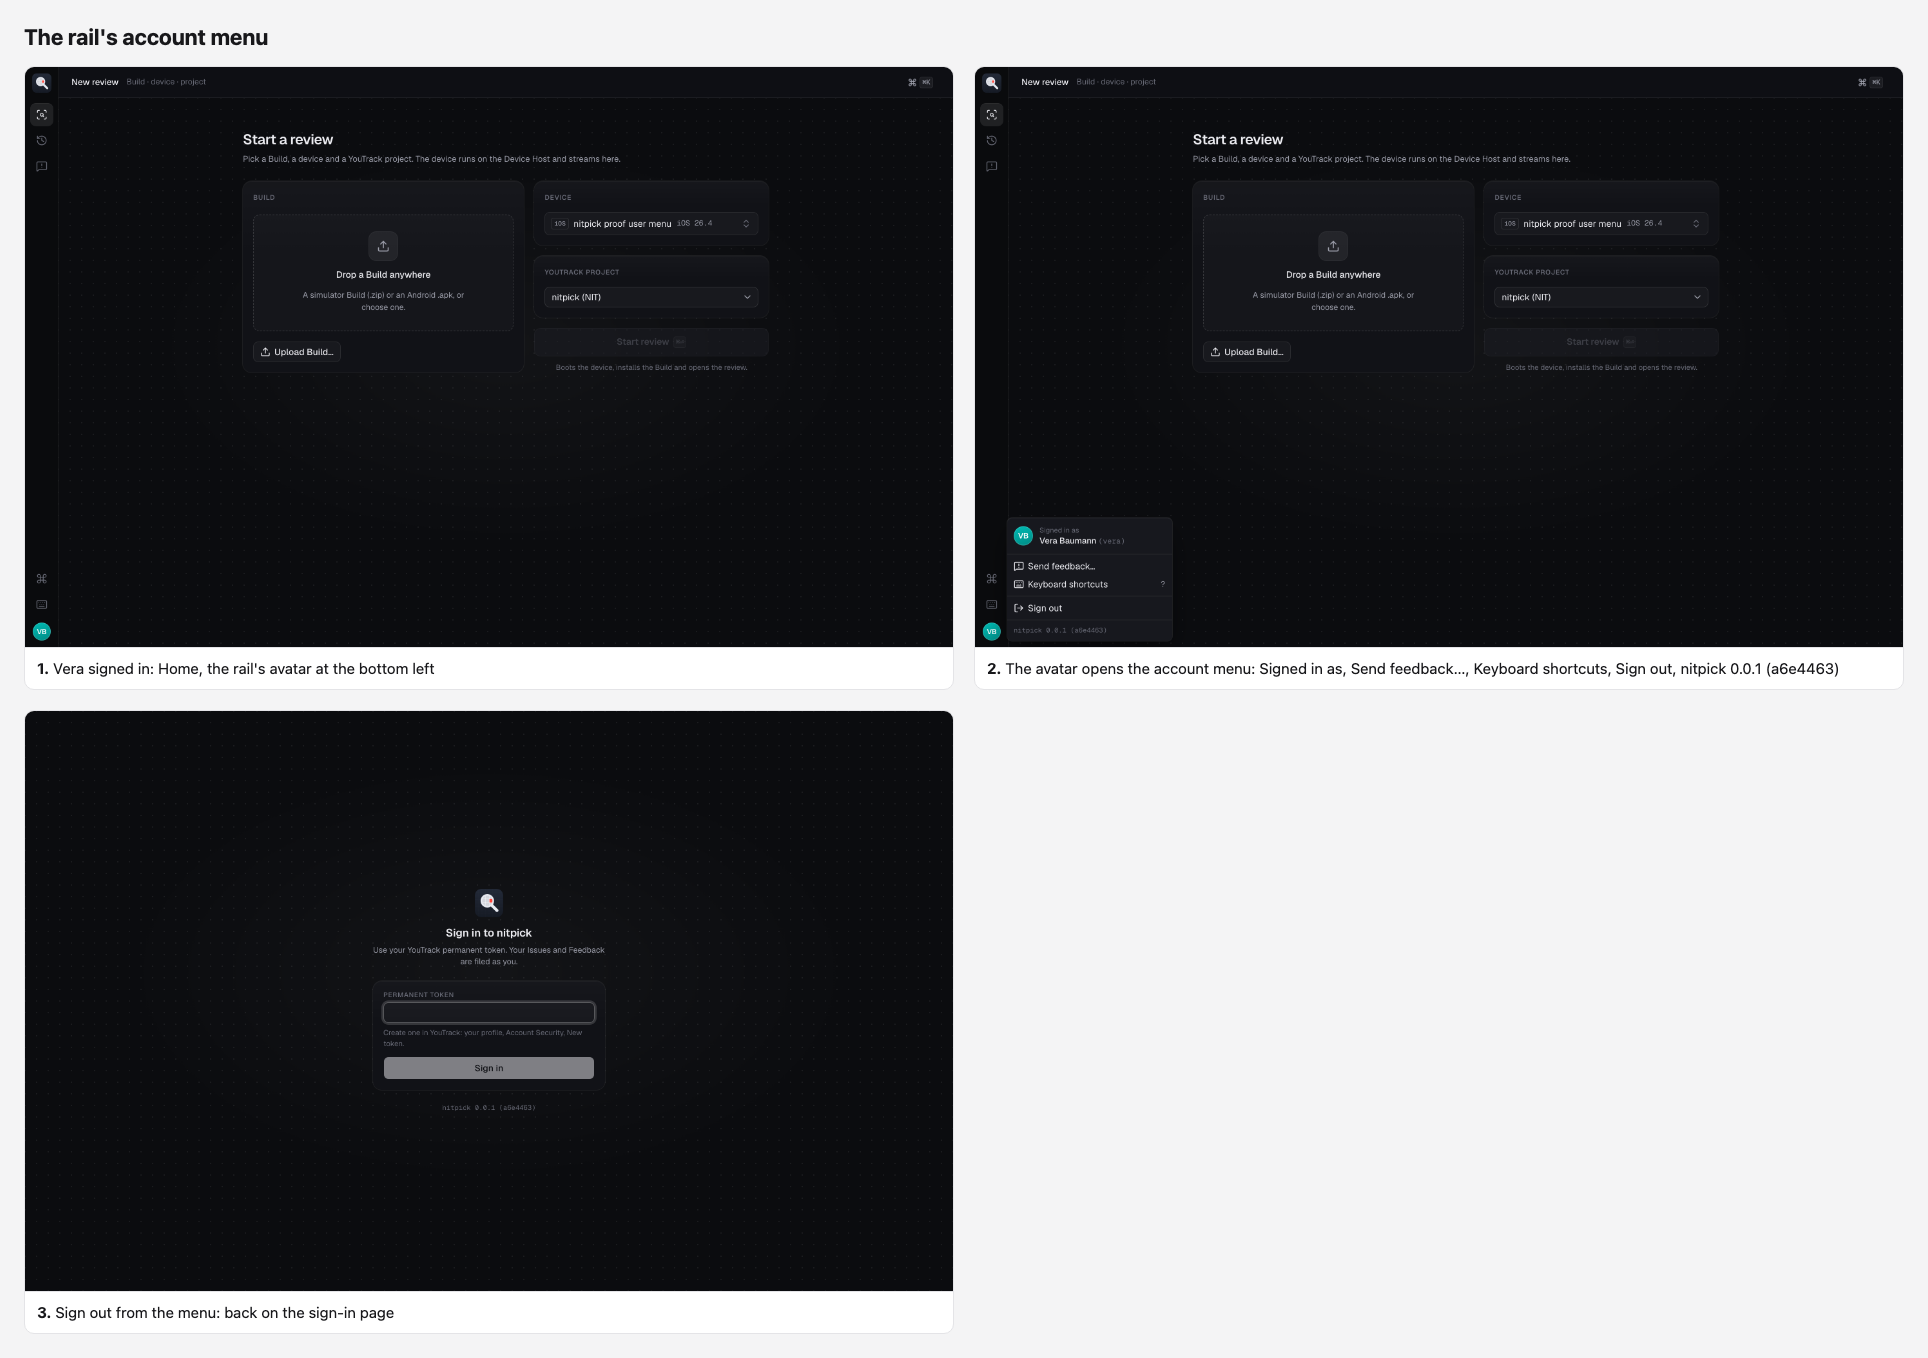 The rail's account menu
New review Build · device · project
⌘ ⌘K
Start a review
Pick a Build, a device and a YouTrack project. The device runs on the Device Host and streams here.
BUILD
Drop a Build anywhere
A simulator Build (.zip) or an Android .apk, or
choose one.
Upload Build…
DEVICE
iOS nitpick proof user menu iOS 26.4
YOUTRACK PROJECT
nitpick (NIT)
Start review
Boots the device, installs the Build and opens the review.
VB
1. Vera signed in: Home, the rail's avatar at the bottom left
New review Build · device · project
⌘ ⌘K
Start a review
Pick a Build, a device and a YouTrack project. The device runs on the Device Host and streams here.
BUILD
Drop a Build anywhere
A simulator Build (.zip) or an Android .apk, or
choose one.
Upload Build…
DEVICE
iOS nitpick proof user menu iOS 26.4
YOUTRACK PROJECT
nitpick (NIT)
Start review
Boots the device, installs the Build and opens the review.
VB
Signed in as
Vera Baumann (vera)
Send feedback…
Keyboard shortcuts ?
Sign out
nitpick 0.0.1 (a6e4463)
VB
2. The avatar opens the account menu: Signed in as, Send feedback…, Keyboard shortcuts, Sign out, nitpick 0.0.1 (a6e4463)
Sign in to nitpick
Use your YouTrack permanent token. Your Issues and Feedback
are filed as you.
PERMANENT TOKEN
Create one in YouTrack: your profile, Account Security, New
token.
Sign in
nitpick 0.0.1 (a6e4463)
3. Sign out from the menu: back on the sign-in page